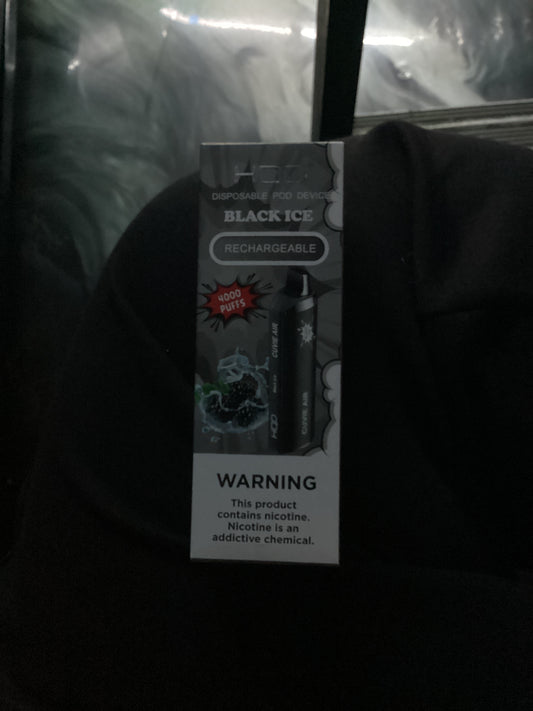 HQD
DISPOSABLE POD DEVICE
BLACK ICE
RECHARGEABLE
4000
PUFFS
CUVIE AIR
HQD
CUVIE AIR
WARNING
This product
contains nicotine.
Nicotine is an
addictive chemical.